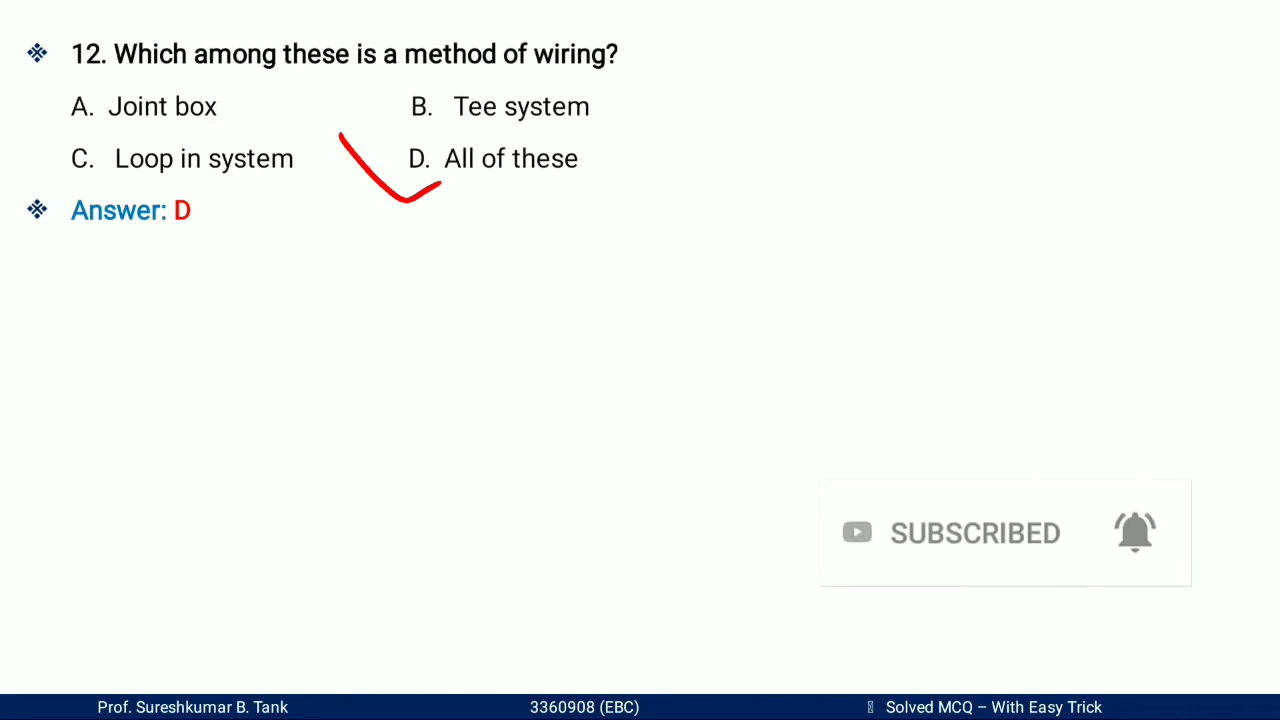 12. Which among these is a method of wiring?
A. Joint box B. Tee system
C. Loop in system D. All of these
Answer: D
SUBSCRIBED
Prof. Sureshkumar B. Tank 3360908 (EBC) Solved MCQ – With Easy Trick